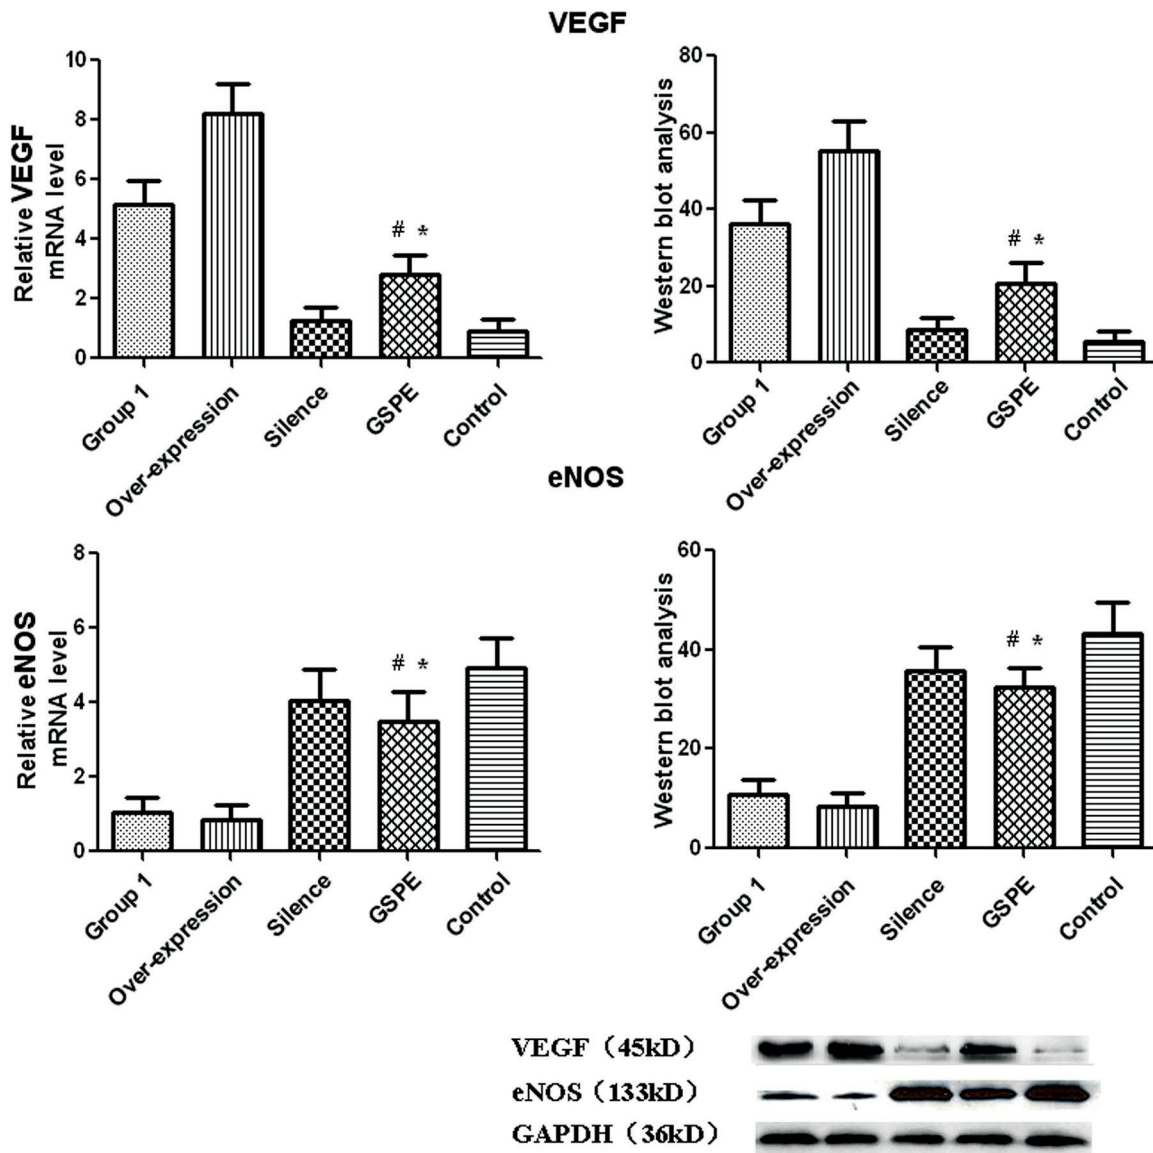 VEGF
Relative VEGF
mRNA level
10
8
6
4
2
0
# *
Group 1
Over-expression
Silence
GSPE
Control
Western blot analysis
80
60
40
20
0
# *
Group 1
Over-expression
Silence
GSPE
Control
eNOS
Relative eNOS
mRNA level
8
6
4
2
0
# *
Group 1
Over-expression
Silence
GSPE
Control
Western blot analysis
60
40
20
0
# *
Group 1
Over-expression
Silence
GSPE
Control
VEGF（45kD）
eNOS（133kD）
GAPDH（36kD）